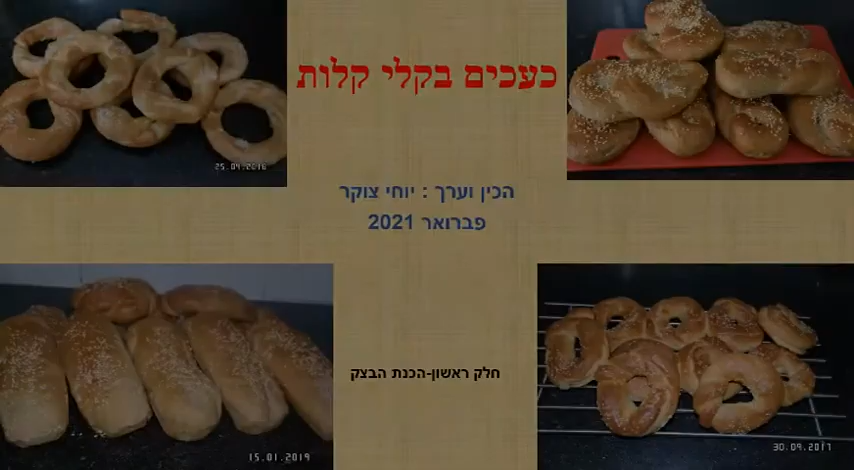 כעכים בקלי קלות
הכין וערך : יוחי צוקר
פברואר 2021
חלק ראשון-הכנת הבצק
25.09.2016
15.01.2019
30.09.2017